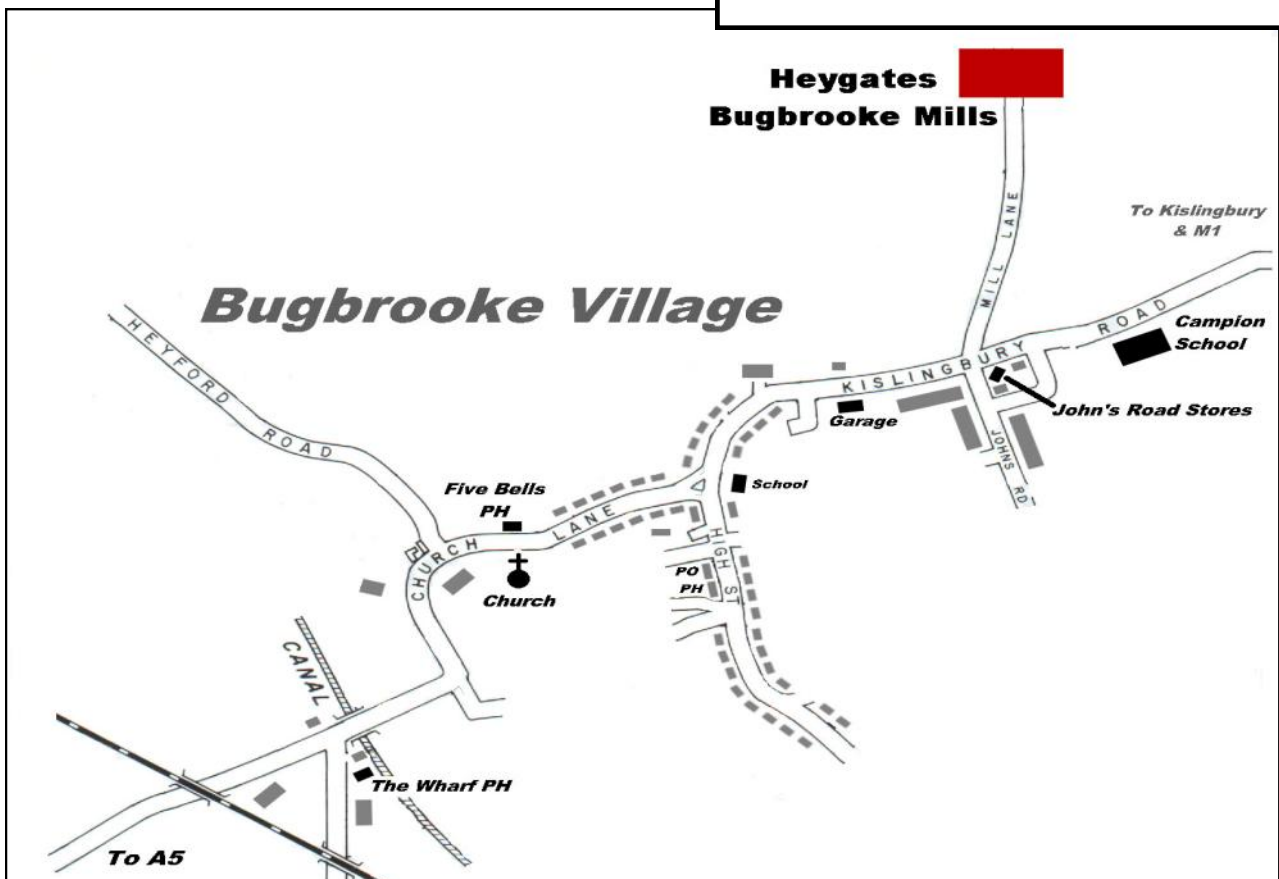 Heygates
Bugbrooke Mills
MILL LANE
To Kislingbury
& M1
Bugbrooke Village
HEYFORD ROAD
KISLINGBURY ROAD
Campion
School
John's Road Stores
Garage
JOHNS RD
School
Five Bells
PH
CHURCH LANE
HIGH ST
PO
PH
Church
CANAL
The Wharf PH
To A5